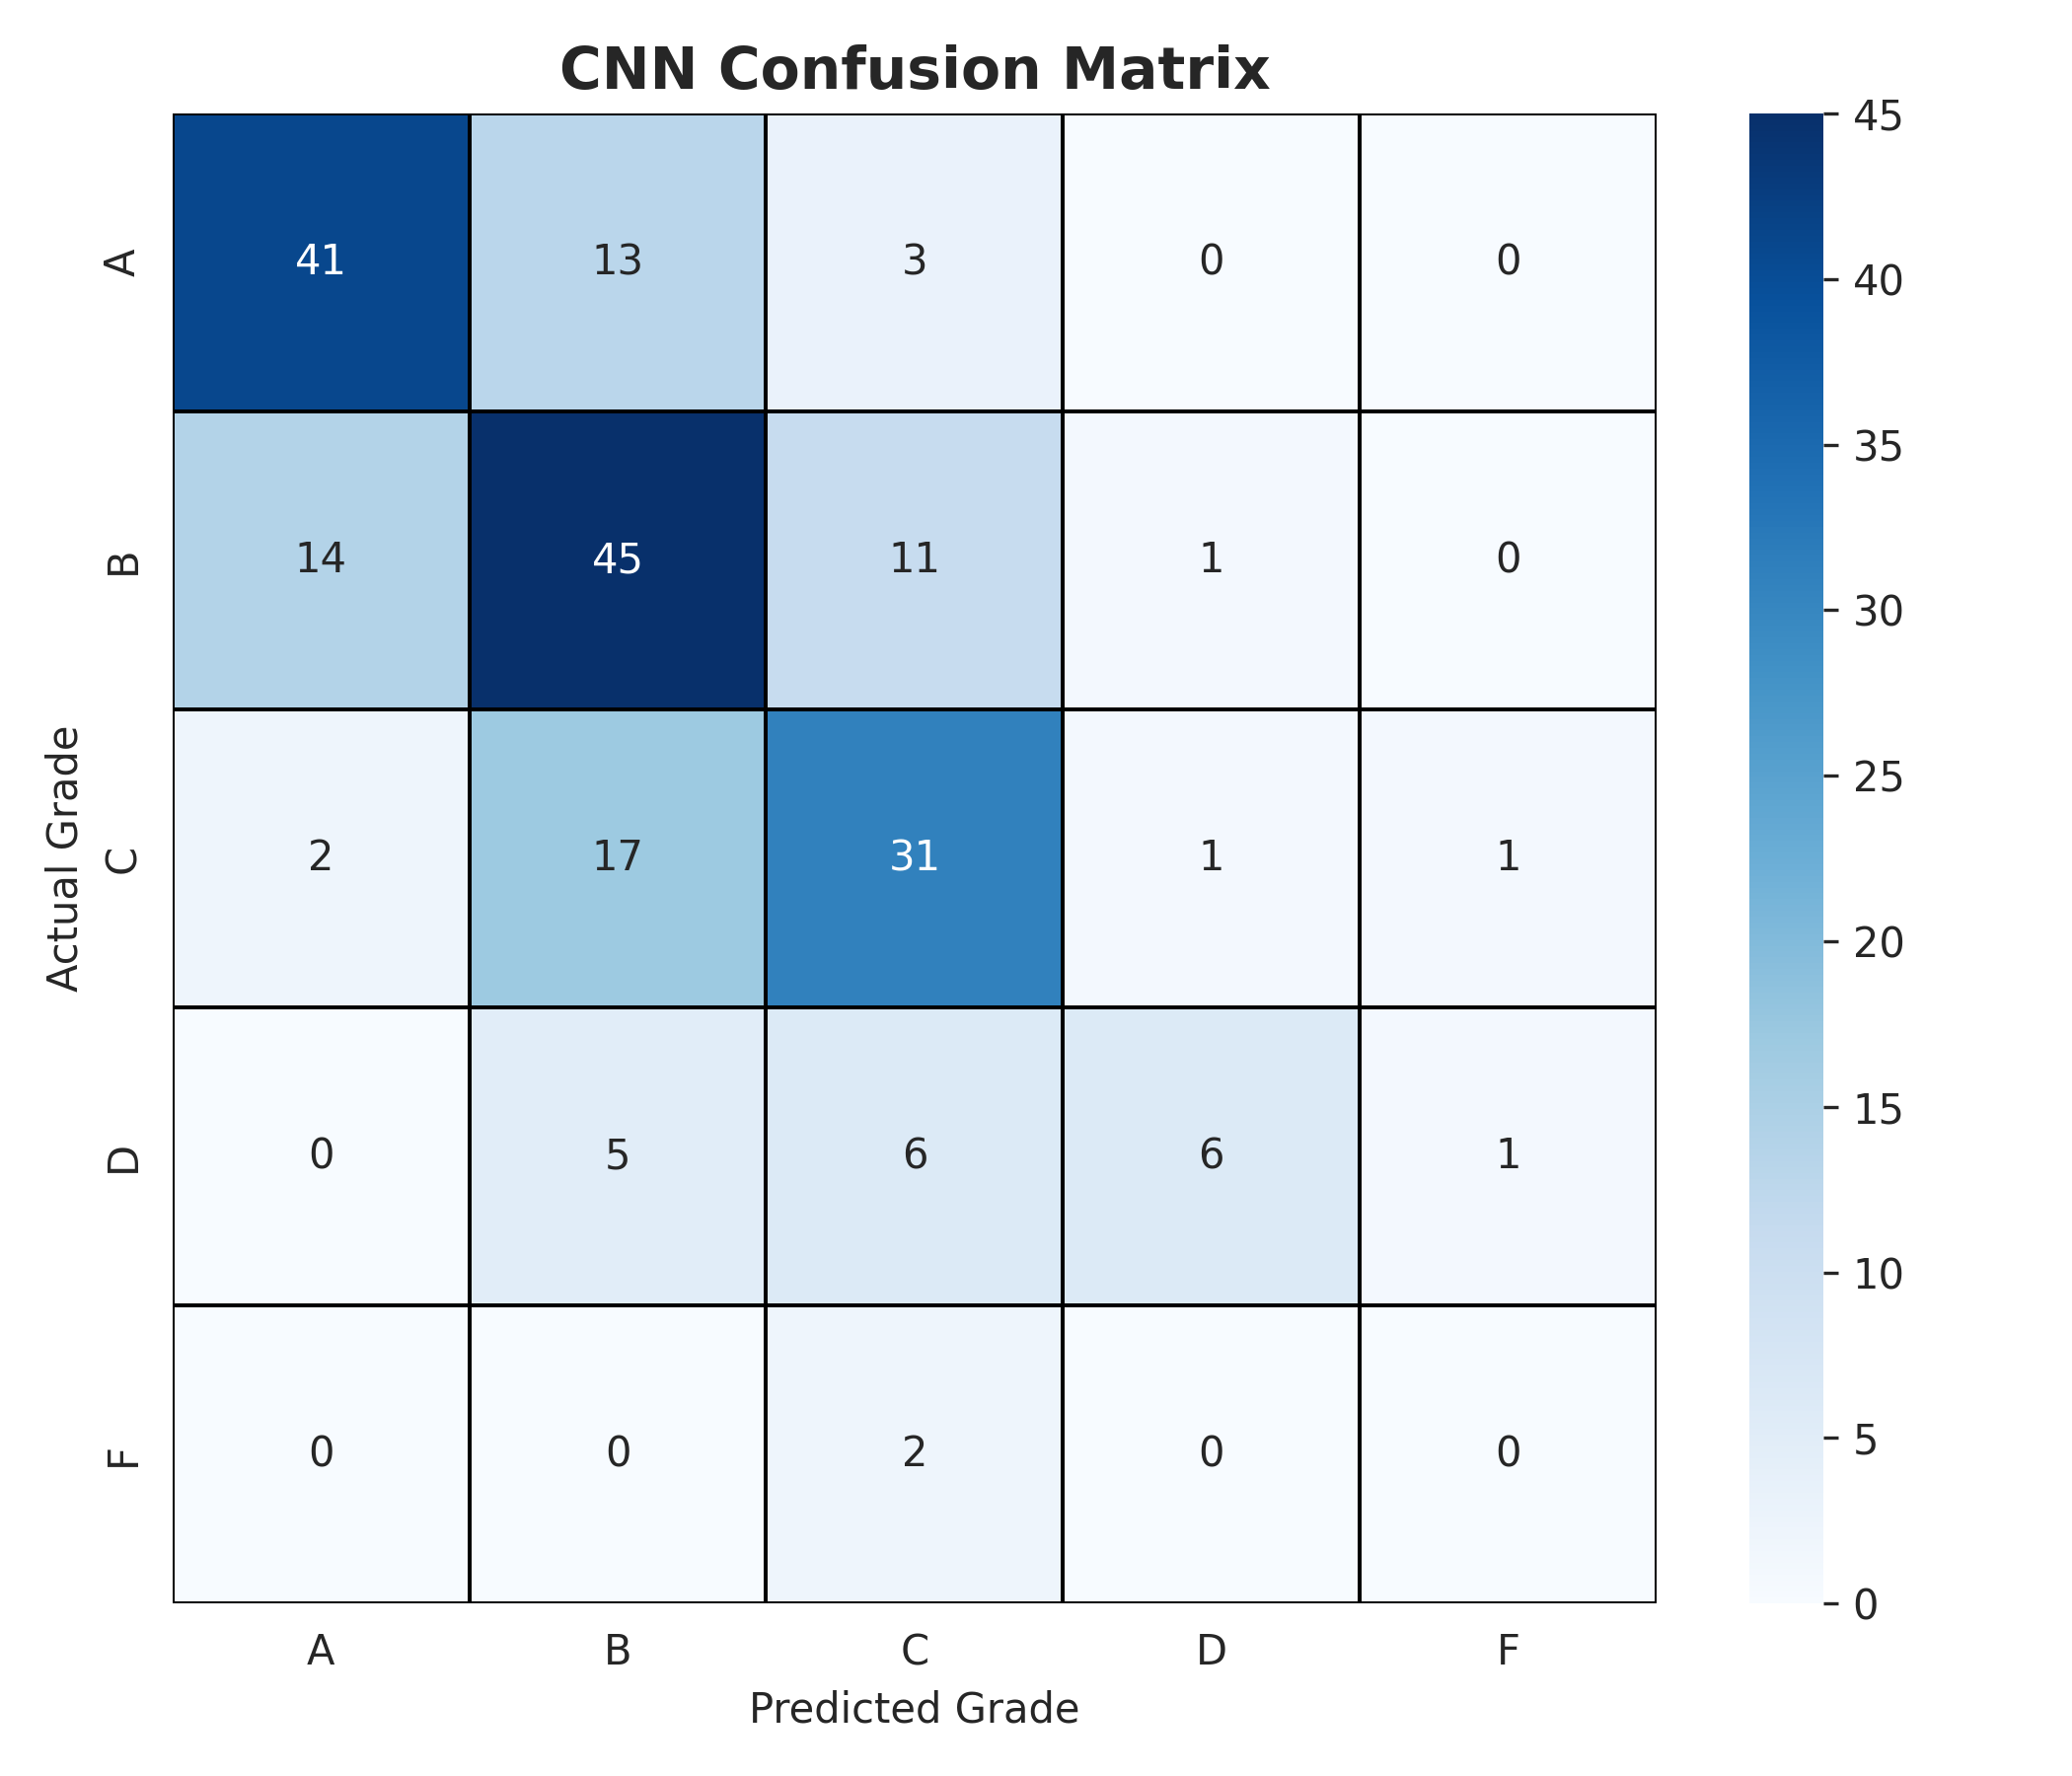 CNN Confusion Matrix
Actual Grade
A 41 13 3 0 0
B 14 45 11 1 0
C 2 17 31 1 1
D 0 5 6 6 1
F 0 0 2 0 0
A B C D F
Predicted Grade
45
40
35
30
25
20
15
10
5
0